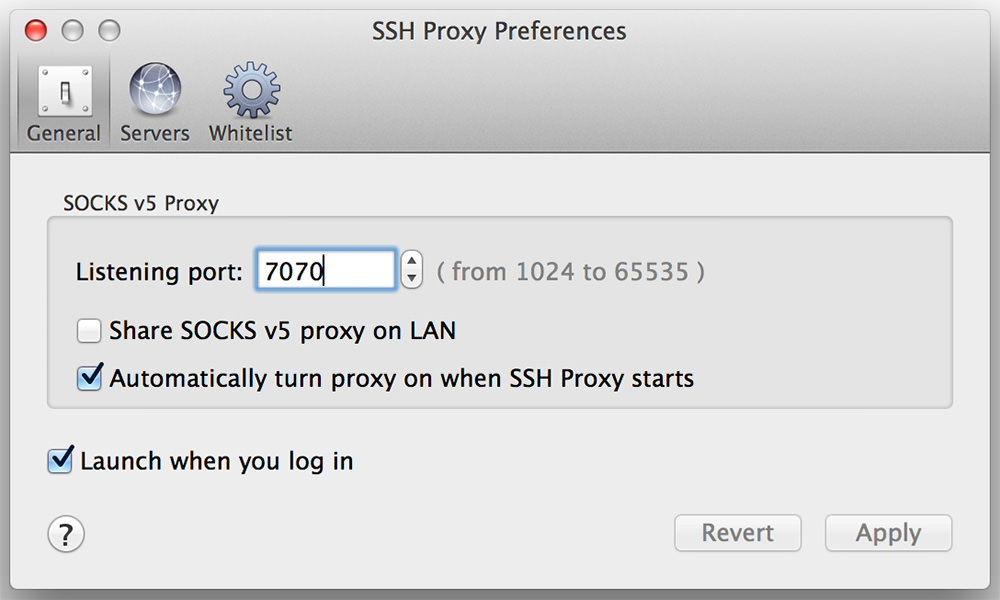 SSH Proxy Preferences
General Servers Whitelist
SOCKS v5 Proxy
Listening port: 7070 ( from 1024 to 65535 )
Share SOCKS v5 proxy on LAN
Automatically turn proxy on when SSH Proxy starts
Launch when you log in
? Revert Apply